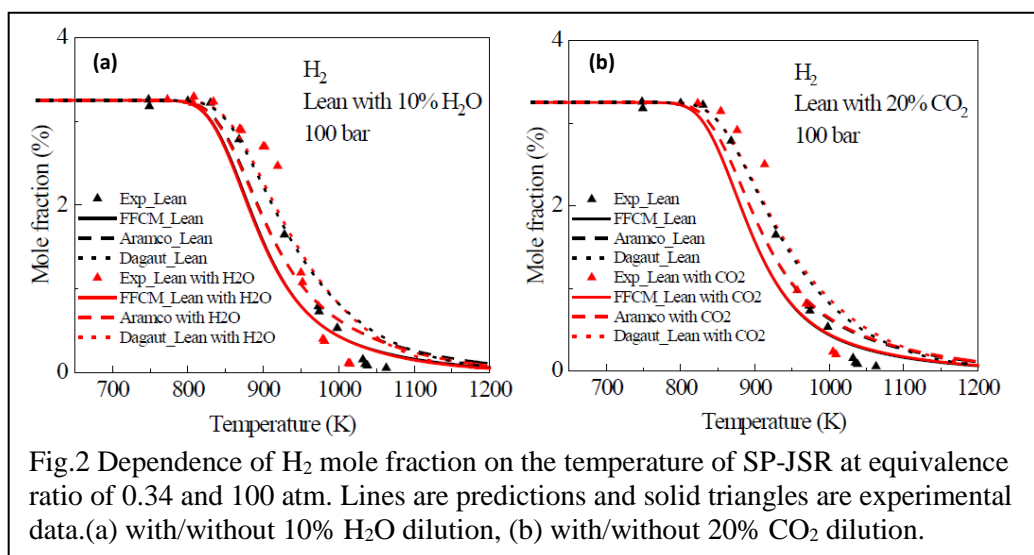 4
(a)
H2
Lean with 10% H2O
100 bar
Mole fraction (%)
2
Exp_Lean
FFCM_Lean
Aramco_Lean
Dagaut_Lean
Exp_Lean with H2O
FFCM_Lean with H2O
Aramco with H2O
Dagaut_Lean with H2O
0
700 800 900 1000 1100 1200
Temperature (K)
4
(b)
H2
Lean with 20% CO2
100 bar
Mole fraction (%)
2
Exp_Lean
FFCM_Lean
Aramco_Lean
Dagaut_Lean
Exp_Lean with CO2
FFCM_Lean with CO2
Aramco with CO2
Dagaut_Lean with CO2
0
700 800 900 1000 1100 1200
Temperature (K)
Fig.2 Dependence of H2 mole fraction on the temperature of SP-JSR at equivalence
ratio of 0.34 and 100 atm. Lines are predictions and solid triangles are experimental
data.(a) with/without 10% H2O dilution, (b) with/without 20% CO2 dilution.